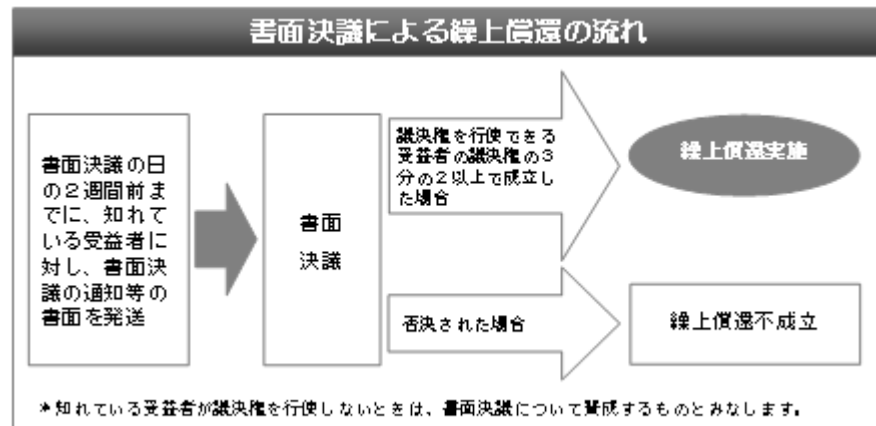 書面決議による繰上償還の流れ
書面決議の日
の2週間前ま
でに、知れて
いる受益者に
対し、書面決
議の通知等の
書面を発送
書面
決議
議決権を行使できる
受益者の議決権の3
分の2以上で成立し
た場合
繰上償還実施
否決された場合
繰上償還不成立
*知れている受益者が議決権を行使しないときは、書面決議について賛成するものとみなします。